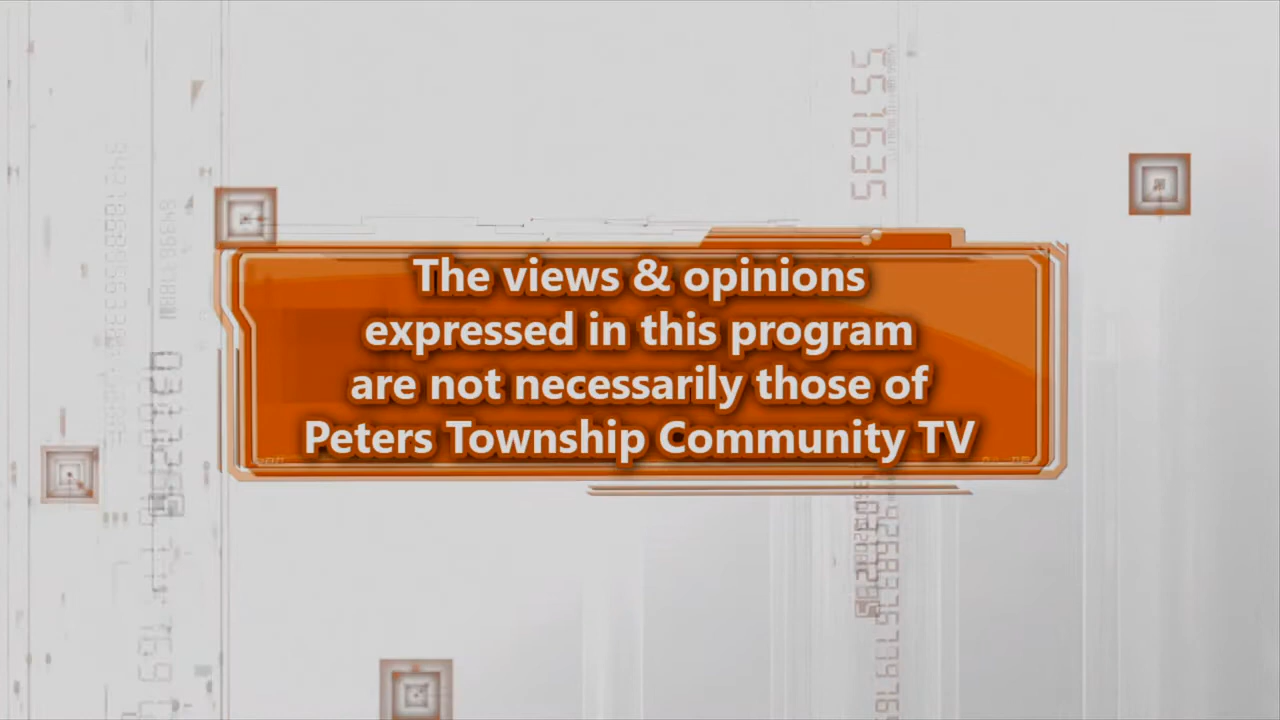 The views & opinions
expressed in this program
are not necessarily those of
Peters Township Community TV